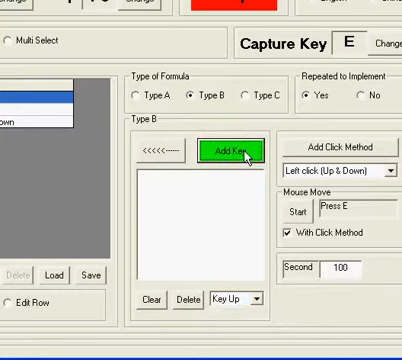 Change
Change
English
Multi Select
Capture Key
E
Change
Type of Formula
Type A
Type B
Type C
Repeated to Implement
Yes
No
own
Type B
<<<<<------
Add Key
Add Click Method
Left click (Up & Down)
Mouse Move
Start
Press E
With Click Method
Delete
Load
Save
Second
100
Clear
Delete
Key Up
Edit Row